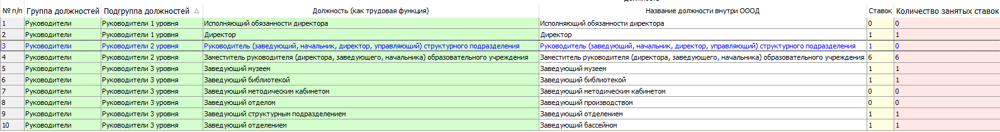 № п/п Группа должностей Подгруппа должностей Должность (как трудовая функция) Название должности внутри ОООД Ставок Количество занятых ставок
1 Руководители Руководители 1 уровня Исполняющий обязанности директора Исполняющий обязанности директора 0 0
2 Руководители Руководители 1 уровня Директор Директор 1 1
3 Руководители Руководители 2 уровня Руководитель (заведующий, начальник, директор, управляющий) структурного подразделения Руководитель (заведующий, начальник, директор, управляющий) структурного подразделения 1 0
4 Руководители Руководители 2 уровня Заместитель руководителя (директора, заведующего, начальника) образовательного учреждения Заместитель руководителя (директора, заведующего, начальника) образовательного учреждения 6 6
5 Руководители Руководители 3 уровня Заведующий музеем Заведующий музеем 1 1
6 Руководители Руководители 3 уровня Заведующий библиотекой Заведующий библиотекой 1 1
7 Руководители Руководители 3 уровня Заведующий методическим кабинетом Заведующий методическим кабинетом 0 0
8 Руководители Руководители 3 уровня Заведующий отделом Заведующий производством 0 0
9 Руководители Руководители 3 уровня Заведующий структурным подразделением Заведующий отделением 1 1
10 Руководители Руководители 3 уровня Заведующий отделением Заведующий бассейном 1 1